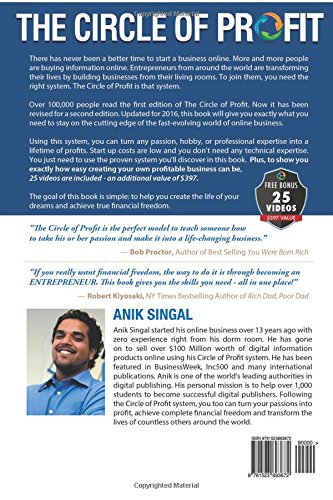 THE CIRCLE OF PROFIT
There has never been a better time to start a business online. More and more people
are buying information online. Entrepreneurs from around the world are transforming
their lives by building businesses from their living rooms. To join them, you need the
right system. The Circle of Profit is that system.
Over 100,000 people read the first edition of The Circle of Profit. Now it has been
revised for a second edition. Updated for 2016, this book will give you exactly what you
need to stay on the cutting edge of the fast-evolving world of online business.
Using this system, you can turn any passion, hobby, or professional expertise into a
lifetime of profits. Start up costs are low and you don't need any technical expertise.
You just need to use the proven system you'll discover in this book. Plus, to show you
exactly how easy creating your own profitable business can be,
25 videos are included - an additional value of $397.
The goal of this book is simple: to help you create the life of your
dreams and achieve true financial freedom.
FREE BONUS
25
VIDEOS
$397 VALUE
"The Circle of Profit is the perfect model to teach someone how
to take his or her passion and make it into a life-changing business."
— Bob Proctor, Author of Best Selling You Were Born Rich
"If you really want financial freedom, the way to do it is through becoming an
ENTREPRENEUR. This book gives you the skills you need - all in one place!"
— Robert Kiyosaki, NY Times Bestselling Author of Rich Dad, Poor Dad
ANIK SINGAL
Anik Singal started his online business over 13 years ago with
zero experience right from his dorm room. He has gone
on to sell over $100 Million worth of digital information
products online using his Circle of Profit system. He has been
featured in BusinessWeek, Inc500 and many international
publications. Anik is one of the world's leading authorities in
digital publishing. His personal mission is to help over 1,000
students to become successful digital publishers. Following
the Circle of Profit system, you too can turn your passions into
profit, achieve complete financial freedom and transform the
lives of countless others around the world.
ISBN 9781523693672
90000 >
9 781523 693672